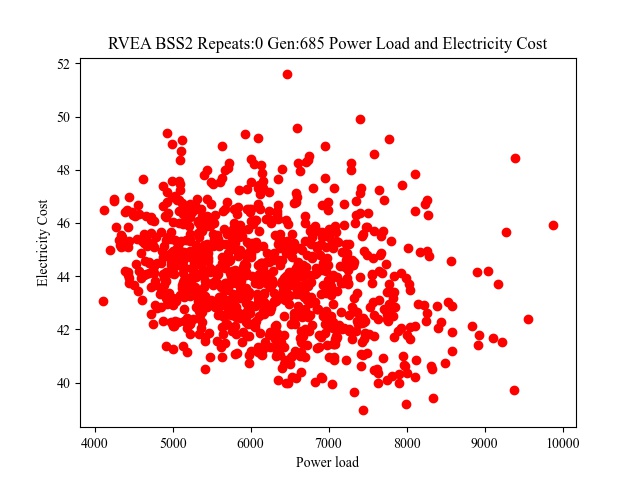 RVEA BSS2 Repeats:0 Gen:685 Power Load and Electricity Cost
52
50
48
46
44
42
40
Electricity Cost
4000 5000 6000 7000 8000 9000 10000
Power load